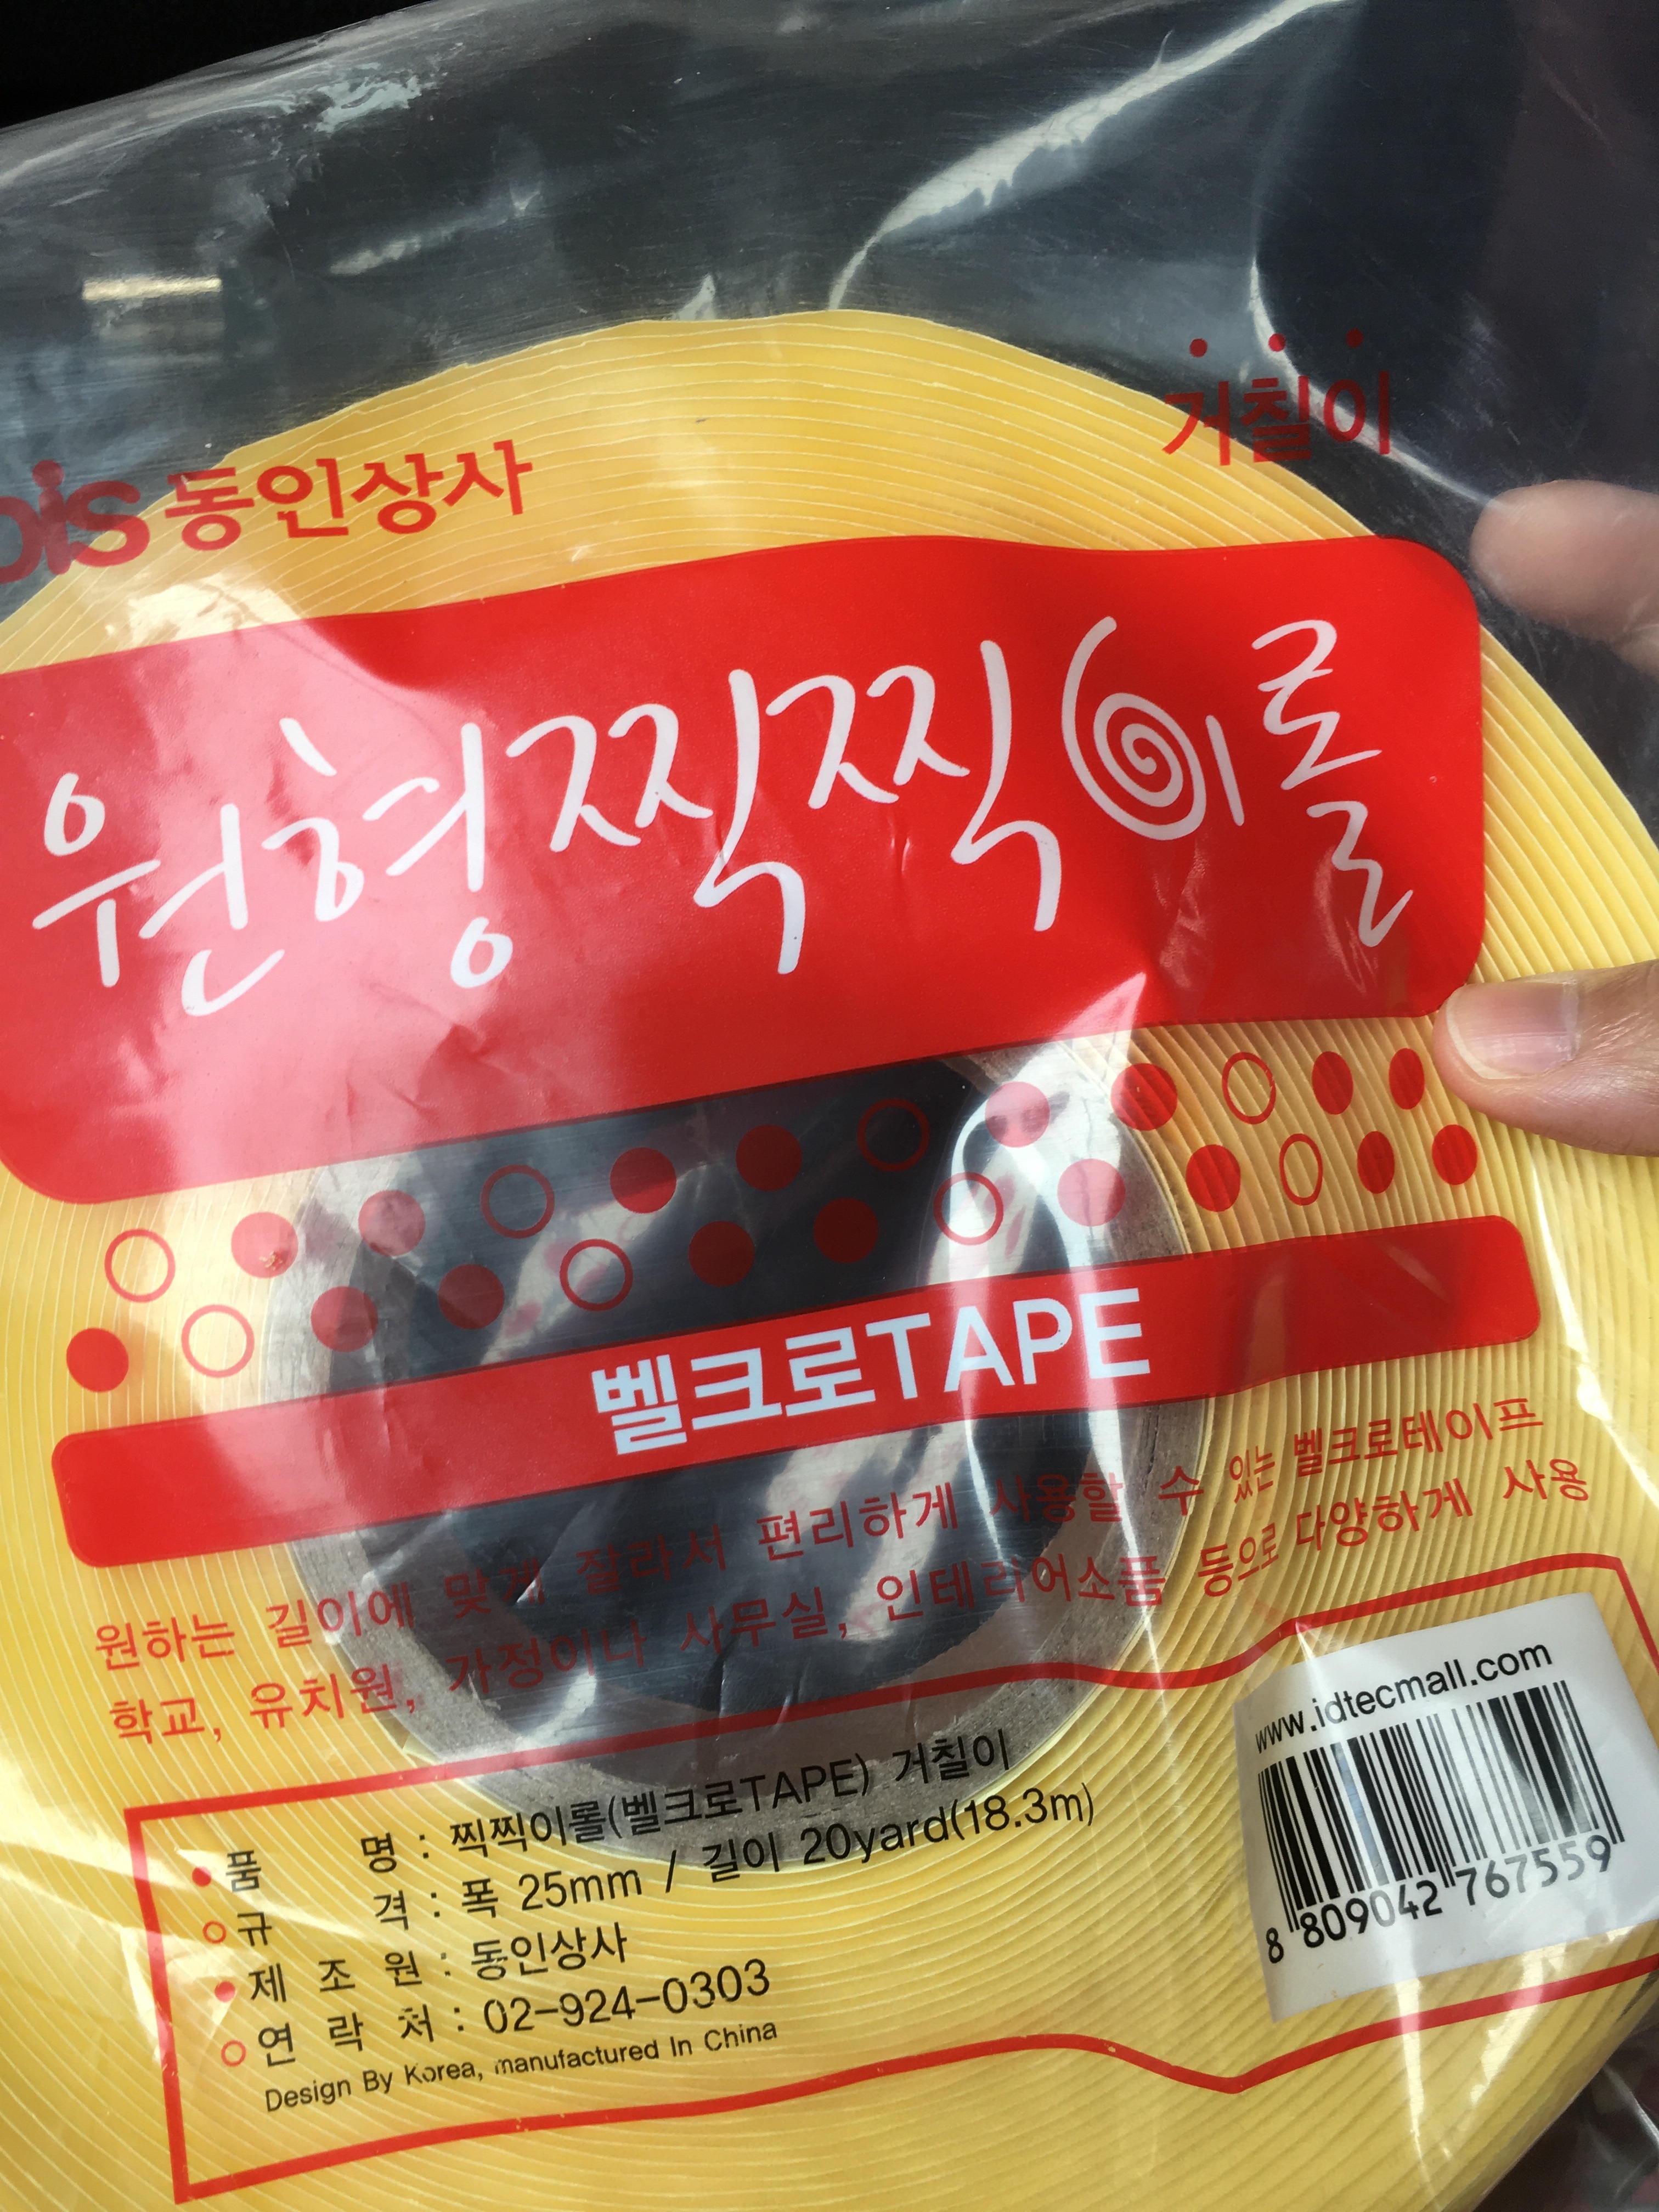 동인상사
거칠이
원형찍찍이롤
벨크로TAPE
원하는 길이에 맞게 잘라서 편리하게 사용할 수 있는 벨크로테이프
학교, 유치원, 가정이나 사무실, 인테리어소품 등으로 다양하게 사용
www.idtecmall.com
8 809042 767559
품 명 : 찍찍이롤(벨크로TAPE) 거칠이
규 격 : 폭 25mm / 길이 20yard(18.3m)
제 조 원 : 동인상사
연 락 처 : 02-924-0303
Design By Korea, manufactured In China